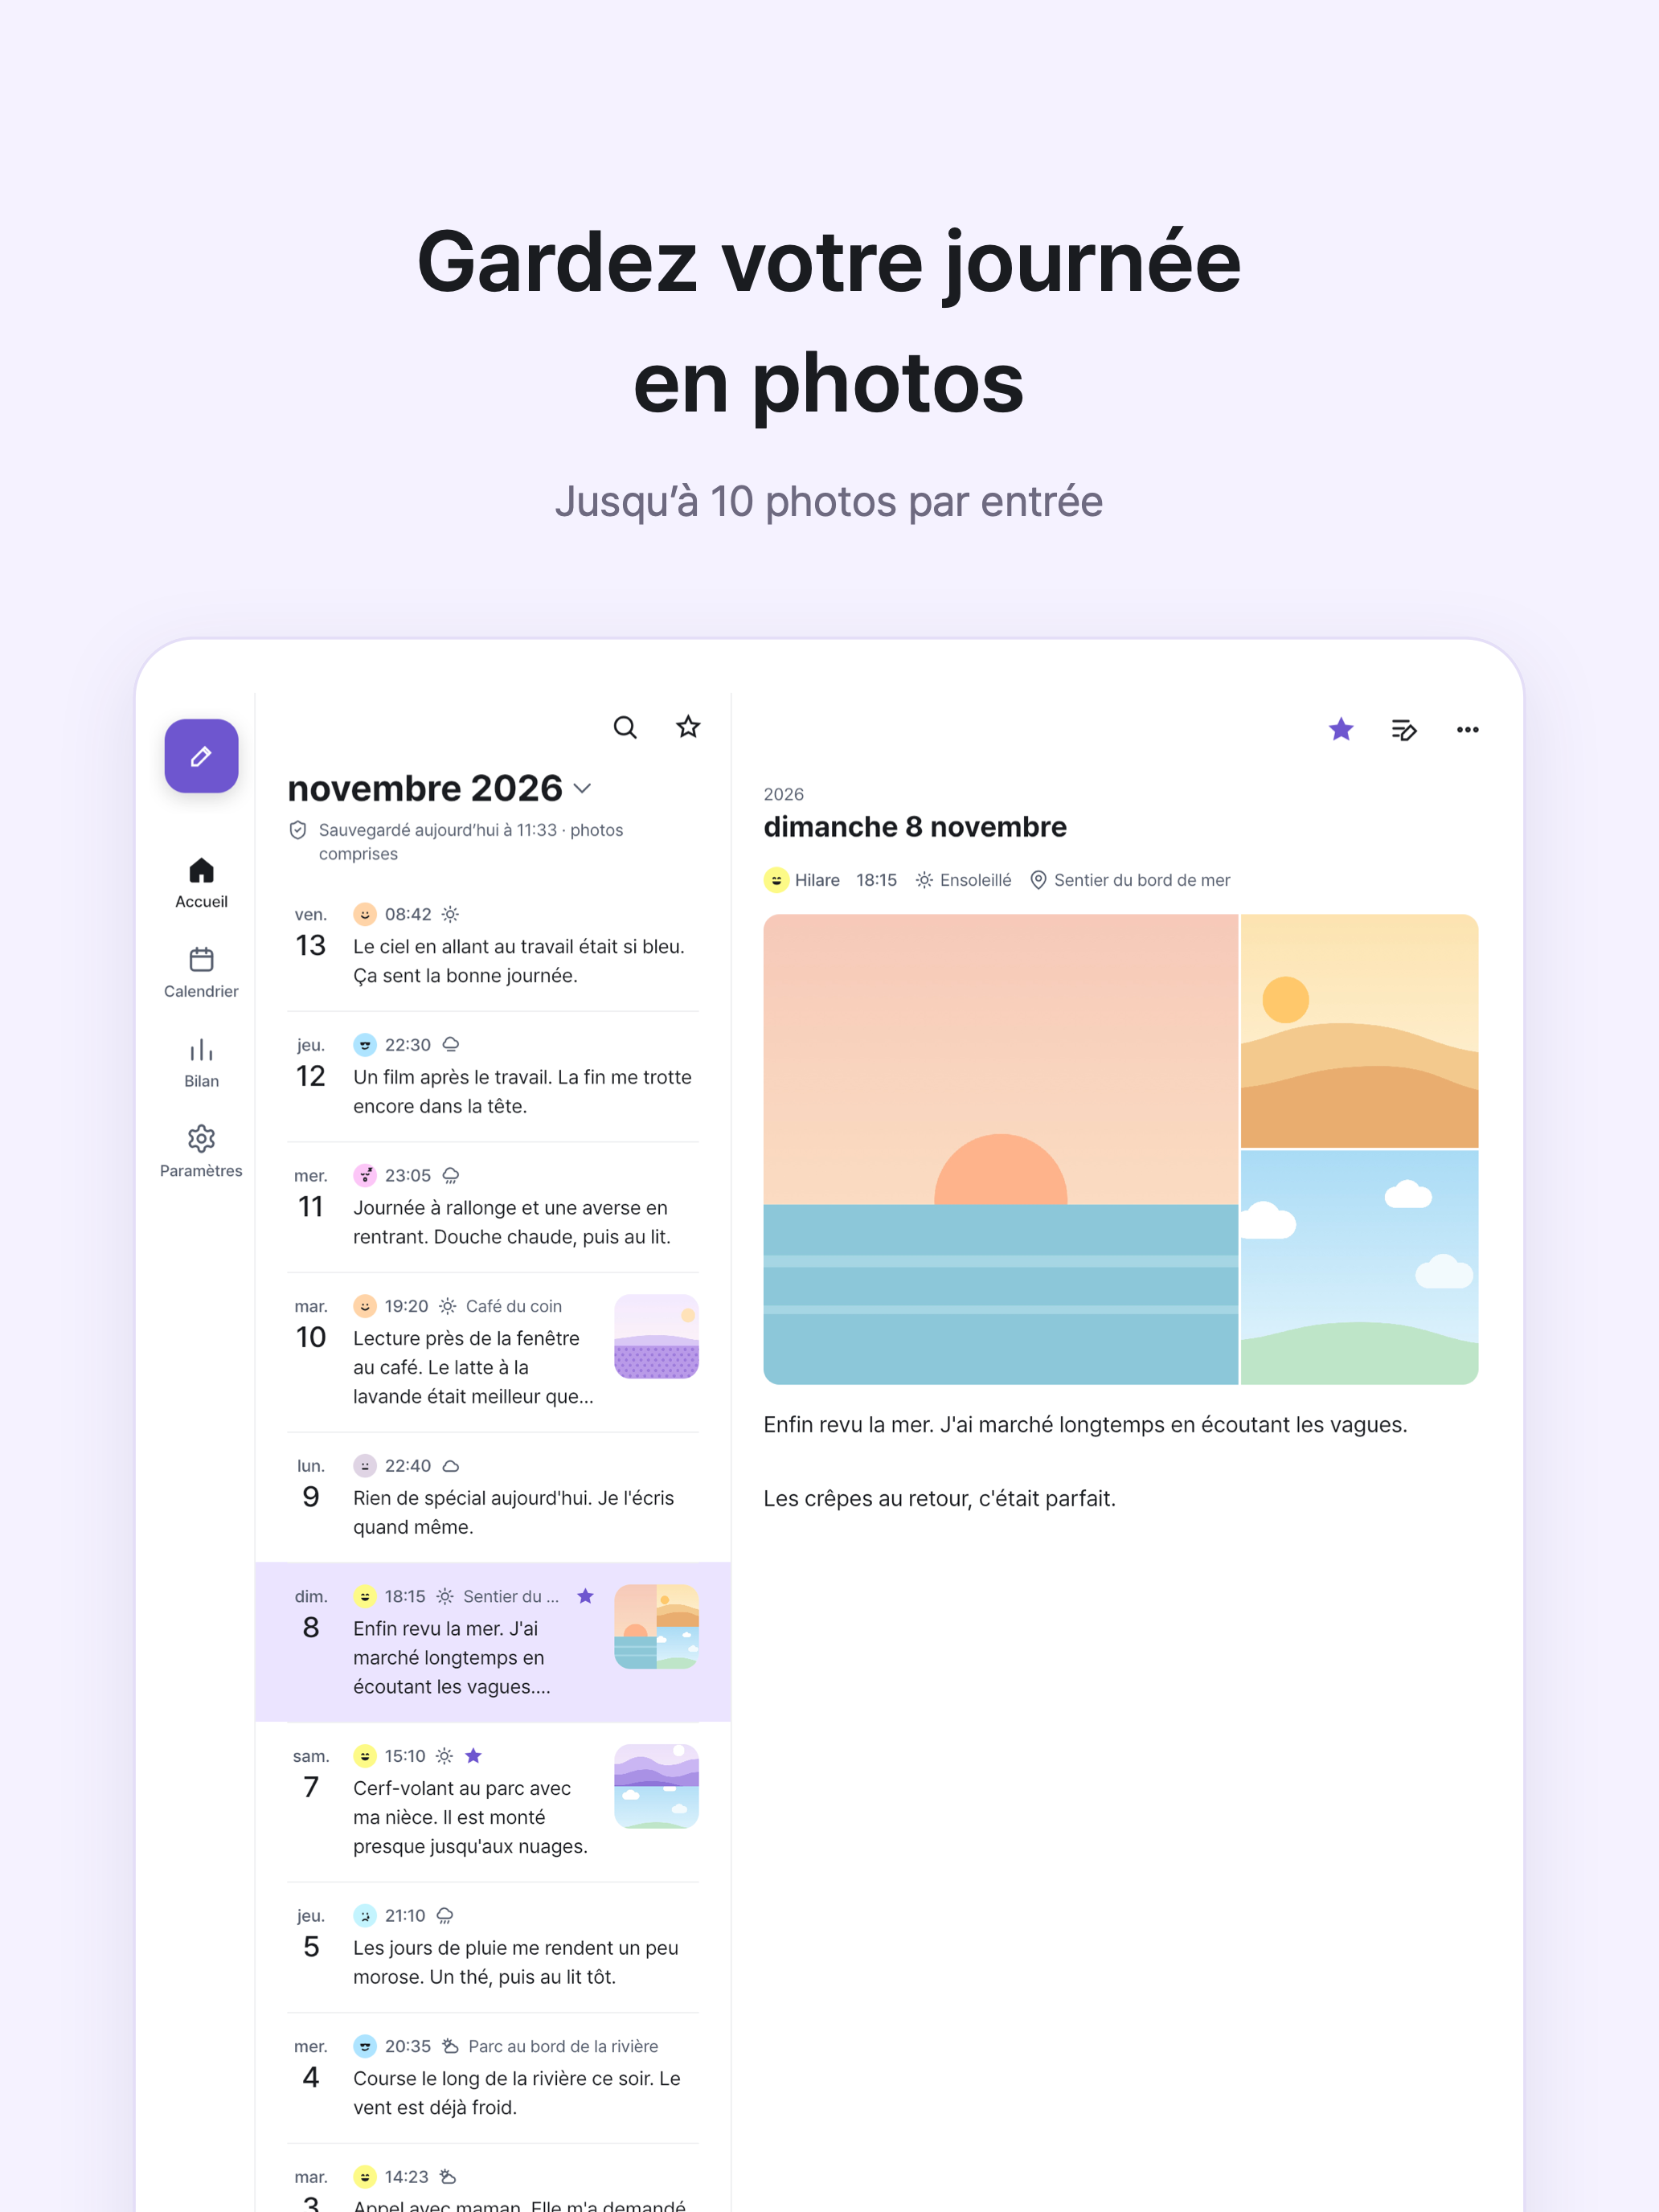 Gardez votre journée
en photos
Jusqu’à 10 photos par entrée
Accueil
Calendrier
Bilan
Paramètres
novembre 2026
Sauvegardé aujourd’hui à 11:33 · photos
comprises
ven.
13
08:42
Le ciel en allant au travail était si bleu.
Ça sent la bonne journée.
jeu.
12
22:30
Un film après le travail. La fin me trotte
encore dans la tête.
mer.
11
23:05
Journée à rallonge et une averse en
rentrant. Douche chaude, puis au lit.
mar.
10
19:20 Café du coin
Lecture près de la fenêtre
au café. Le latte à la
lavande était meilleur que...
lun.
9
22:40
Rien de spécial aujourd'hui. Je l'écris
quand même.
dim.
8
18:15 Sentier du ...
Enfin revu la mer. J'ai
marché longtemps en
écoutant les vagues....
sam.
7
15:10
Cerf-volant au parc avec
ma nièce. Il est monté
presque jusqu'aux nuages.
jeu.
5
21:10
Les jours de pluie me rendent un peu
morose. Un thé, puis au lit tôt.
mer.
4
20:35 Parc au bord de la rivière
Course le long de la rivière ce soir. Le
vent est déjà froid.
mar.
3
14:23
Appel avec maman. Elle m'a demandé
2026
dimanche 8 novembre
Hilare 18:15 Ensoleillé Sentier du bord de mer
Enfin revu la mer. J'ai marché longtemps en écoutant les vagues.
Les crêpes au retour, c'était parfait.